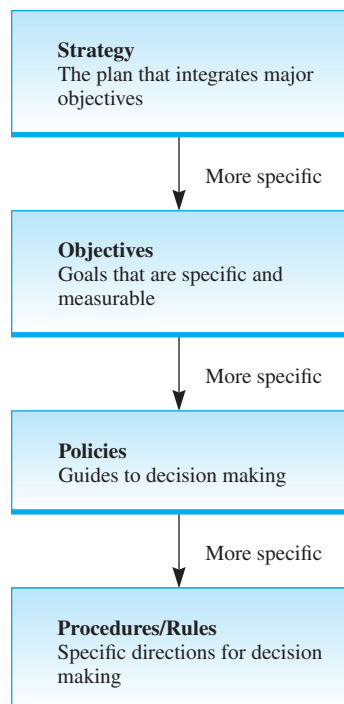 Strategy
The plan that integrates major
objectives
More specific
Objectives
Goals that are specific and
measurable
More specific
Policies
Guides to decision making
More specific
Procedures/Rules
Specific directions for decision
making